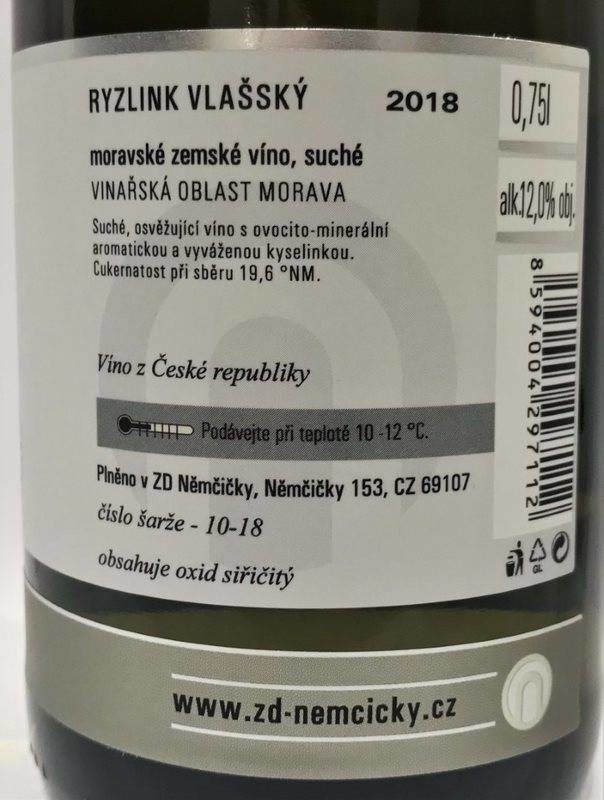 RYZLINK VLAŠSKÝ 2018
0,75l
moravské zemské víno, suché
VINAŘSKÁ OBLAST MORAVA
alk.12,0% obj.
Suché, osvěžující víno s ovocito-minerální
aromatickou a vyváženou kyselinkou.
Cukernatost při sběru 19,6 °NM.
8594004297112
Víno z České republiky
Podávejte při teplotě 10 -12 °C.
Plněno v ZD Němčičky, Němčičky 153, CZ 69107
číslo šarže - 10-18
obsahuje oxid siřičitý
GL
www.zd-nemcicky.cz